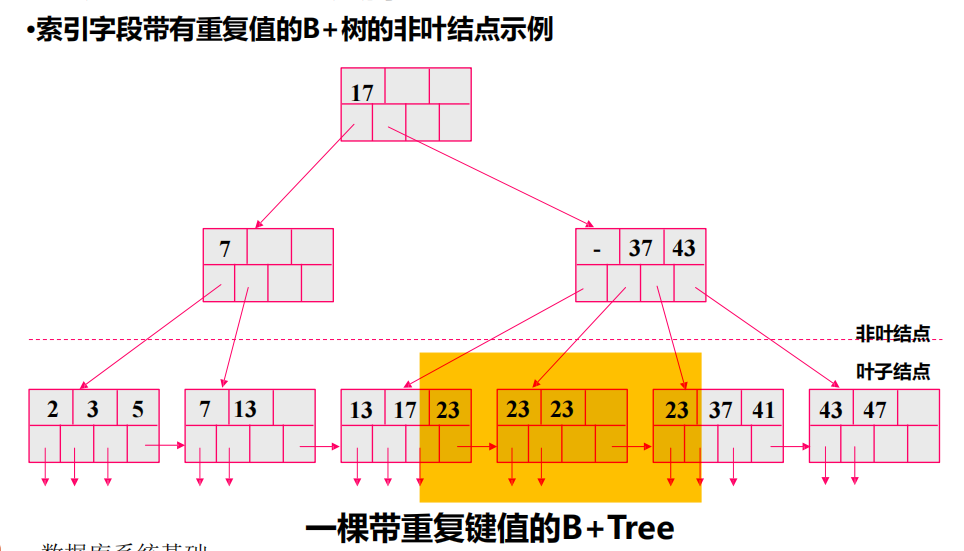 •索引字段带有重复值的B+树的非叶结点示例
17
7
- 37 43
非叶结点
叶子结点
2 3 5
7 13
13 17 23
23 23
23 37 41
43 47
一棵带重复键值的B+Tree
数据库系统基础